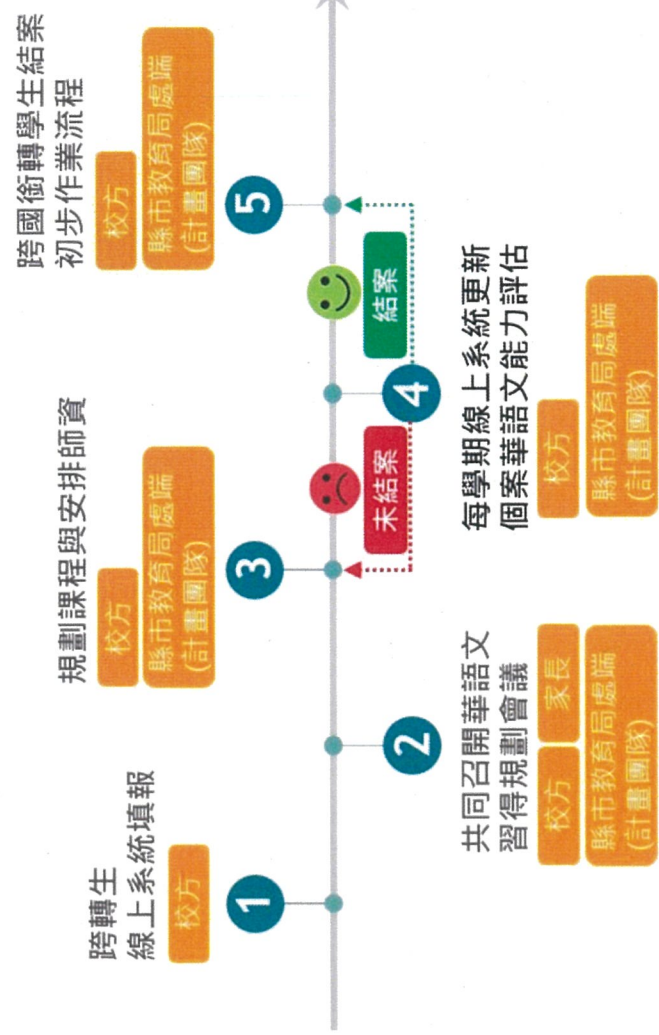 跨轉生
線上系統填報
校方
1
2
共同召開華語文
習得規劃會議
校方 家長
縣市教育局處端
(計畫團隊)
規劃課程與安排師資
校方
縣市教育局處端
(計畫團隊)
3
未結案
4
每學期線上系統更新
個案華語文能力評估
校方
縣市教育局處端
(計畫團隊)
結案
跨國銜轉學生結案
初步作業流程
校方
縣市教育局處端
(計畫團隊)
5